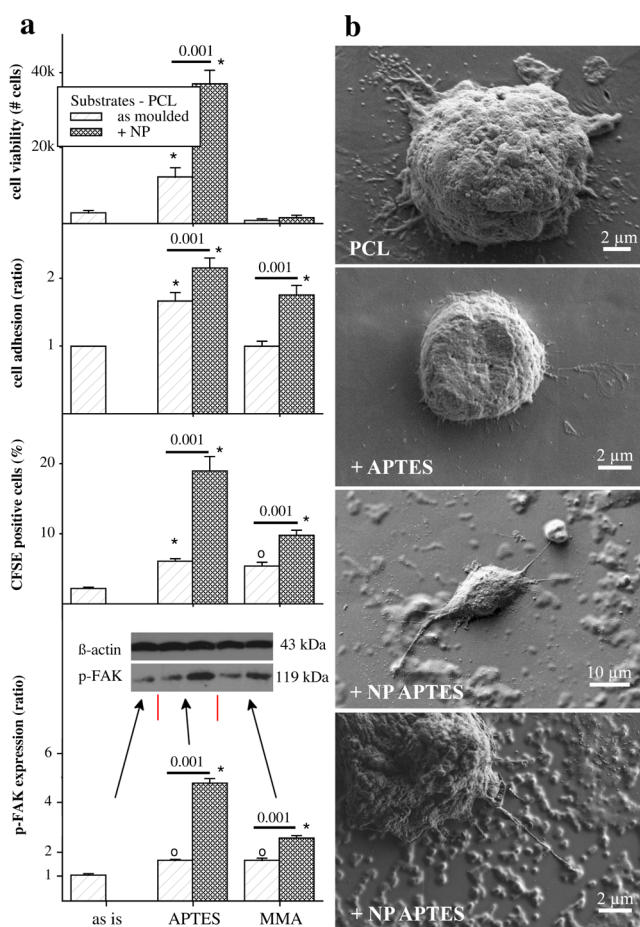 a
b
0.001
*
40k
Substrates - PCL
as moulded
+ NP
20k
*
cell viability (# cells)
0.001
*
2
*
0.001
*
1
cell adhesion (ratio)
0.001
*
20
0.001
*
10
*
o
CFSE positive cells (%)
ß-actin
43 kDa
p-FAK
119 kDa
6
0.001
*
4
0.001
*
2
o
o
1
p-FAK expression (ratio)
as is
APTES
MMA
PCL
2 µm
+ APTES
2 µm
+ NP APTES
10 µm
+ NP APTES
2 µm